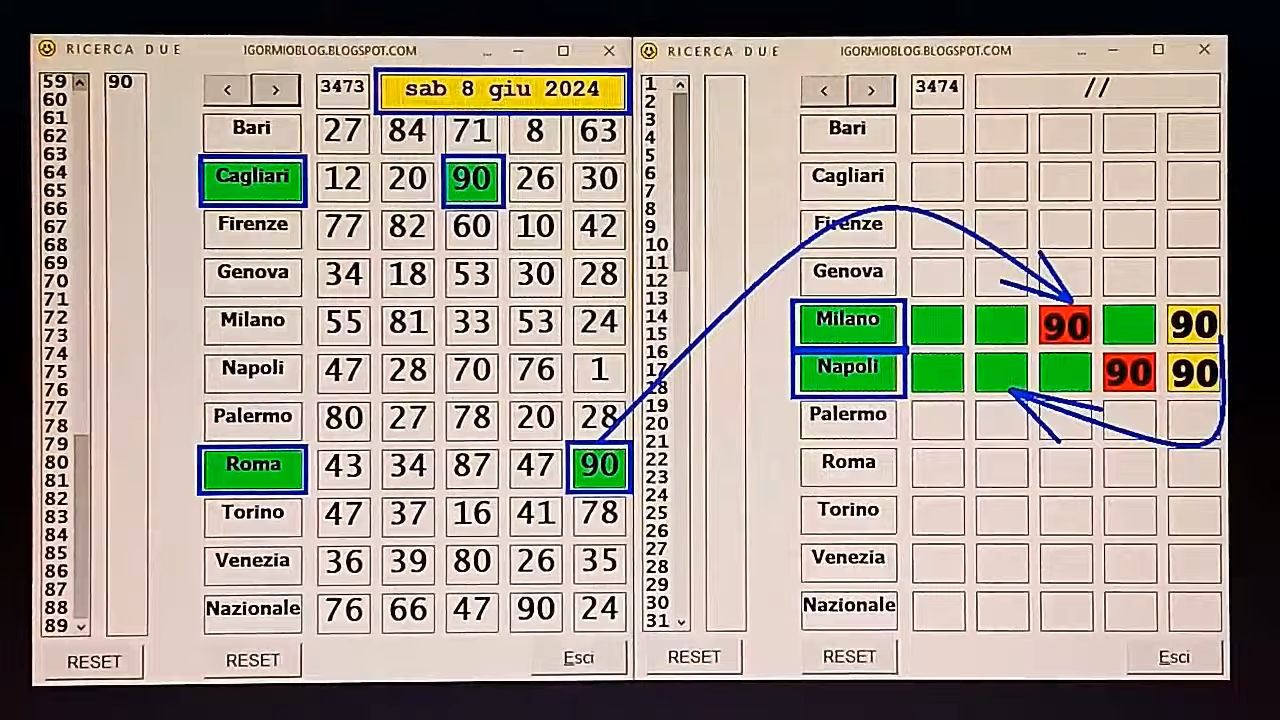 RICERCA DUE IGORMIOBLOG.BLOGSPOT.COM
59 90 < > 3473 sab 8 giu 2024
60
61
62 Bari 27 84 71 8 63
63
64 Cagliari 12 20 90 26 30
65
66
67 Firenze 77 82 60 10 42
68
69
70 Genova 34 18 53 30 28
71
72 Milano 55 81 33 53 24
73
74
75 Napoli 47 28 70 76 1
76
77
78 Palermo 80 27 78 20 28
79
80 Roma 43 34 87 47 90
81
82
83 Torino 47 37 16 41 78
84
85
86 Venezia 36 39 80 26 35
87
88 Nazionale 76 66 47 90 24
89
RESET RESET Esci
RICERCA DUE IGORMIOBLOG.BLOGSPOT.COM
1 < > 3474 //
2
3
4 Bari
5
6 Cagliari
7
8
9 Firenze
10
11 Genova
12
13
14 Milano 90 90
15
16
17 Napoli 90 90
18
19 Palermo
20
21
22 Roma
23
24
25 Torino
26
27
28 Venezia
29
30 Nazionale
31
RESET RESET Esci